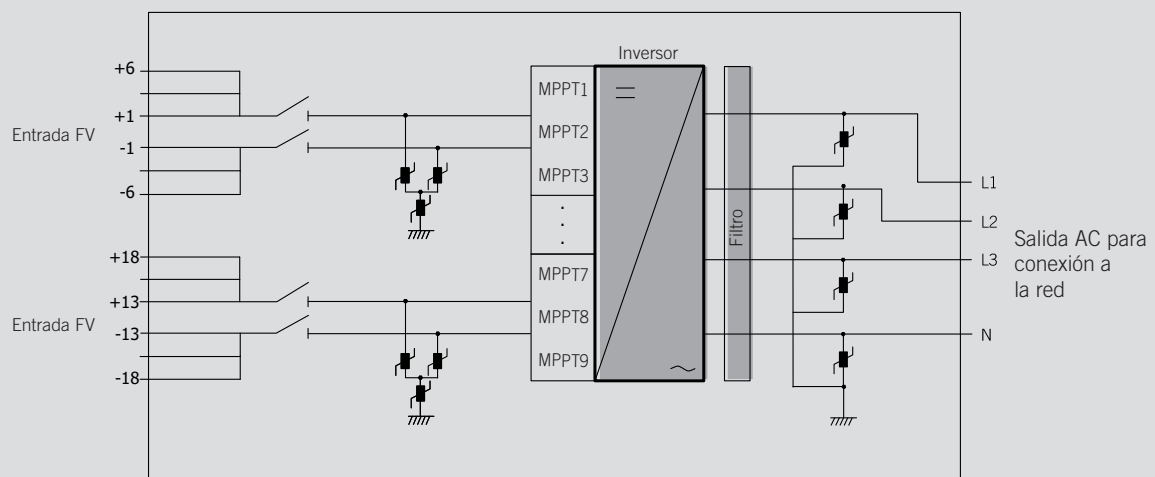 Inversor
+6
+1
Entrada FV
-1
-6
+18
+13
Entrada FV
-13
-18
MPPT1
MPPT2
MPPT3
MPPT7
MPPT8
MPPT9
Filtro
L1
L2
L3
N
Salida AC para
conexión a
la red